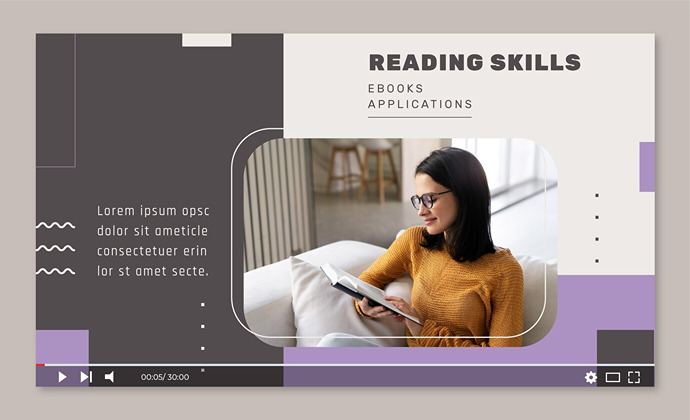 READING SKILLS
EBOOKS
APPLICATIONS
Lorem ipsum opsc
dolor sit ameticle
consectetuer erin
lor st amet secte.
00:05/ 30:00